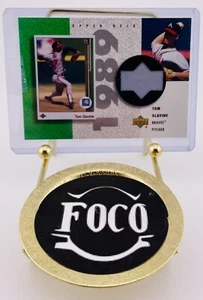 UPPER DECK
1989
Tom Glavine
TOM
GLAVINE
BRAVES
PITCHER
FOCO